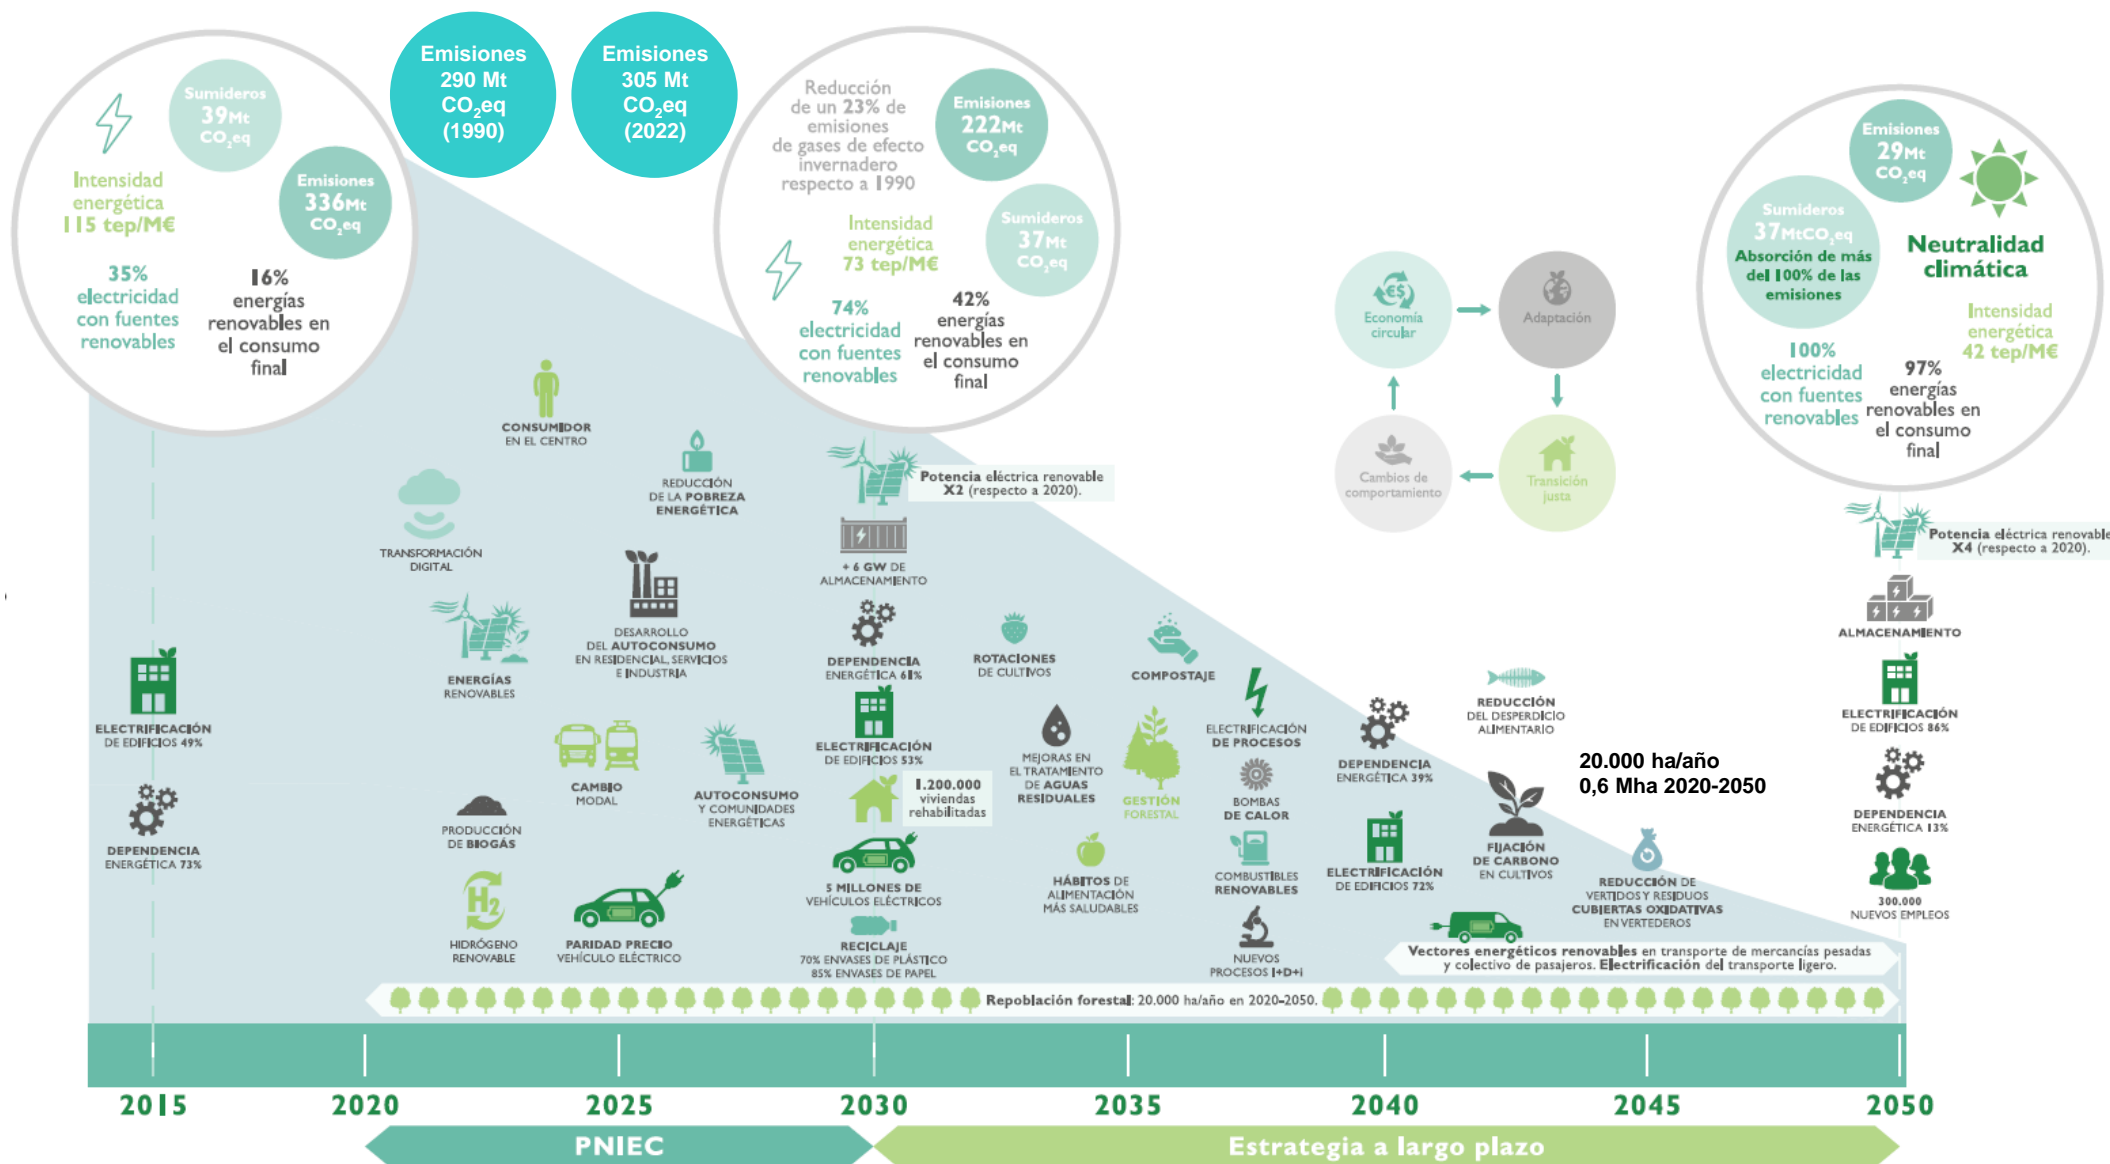 Emisiones
290 Mt
CO₂eq
(1990)
Emisiones
305 Mt
CO₂eq
(2022)
Sumideros
39Mt
CO₂eq
Emisiones
336Mt
CO₂eq
Intensidad
energética
115 tep/M€
35%
electricidad
con fuentes
renovables
16%
energías
renovables en
el consumo
final
Reducción
de un 23% de
emisiones
de gases de efecto
invernadero
respecto a 1990
Emisiones
222Mt
CO₂eq
Sumideros
37Mt
CO₂eq
Intensidad
energética
73 tep/M€
74%
electricidad
con fuentes
renovables
42%
energías
renovables en
el consumo
final
Economía
circular
Adaptación
Cambios de
comportamiento
Transición
justa
Emisiones
29Mt
CO₂eq
Sumideros
37MtCO₂eq
Absorción de más
del 100% de las
emisiones
Neutralidad
climática
Intensidad
energética
42 tep/M€
100%
electricidad
con fuentes
renovables
97%
energías
renovables en
el consumo
final
ELECTRIFICACIÓN
DE EDIFICIOS 49%
DEPENDENCIA
ENERGÉTICA 73%
CONSUMIDOR
EN EL CENTRO
TRANSFORMACIÓN
DIGITAL
REDUCCIÓN
DE LA POBREZA
ENERGÉTICA
ENERGÍAS
RENOVABLES
DESARROLLO
DEL AUTOCONSUMO
EN RESIDENCIAL, SERVICIOS
E INDUSTRIA
CAMBIO
MODAL
AUTOCONSUMO
Y COMUNIDADES
ENERGÉTICAS
PRODUCCIÓN
DE BIOGÁS
H2
HIDRÓGENO
RENOVABLE
PARIDAD PRECIO
VEHÍCULO ELÉCTRICO
Potencia eléctrica renovable
X2 (respecto a 2020).
+ 6 GW DE
ALMACENAMIENTO
DEPENDENCIA
ENERGÉTICA 61%
ELECTRIFICACIÓN
DE EDIFICIOS 53%
1.200.000
viviendas
rehabilitadas
5 MILLONES DE
VEHÍCULOS ELÉCTRICOS
RECICLAJE
70% ENVASES DE PLÁSTICO
85% ENVASES DE PAPEL
ROTACIONES
DE CULTIVOS
MEJORAS EN
EL TRATAMIENTO
DE AGUAS
RESIDUALES
HÁBITOS DE
ALIMENTACIÓN
MÁS SALUDABLES
COMPOSTAJE
GESTIÓN
FORESTAL
ELECTRIFICACIÓN
DE PROCESOS
BOMBAS
DE CALOR
COMBUSTIBLES
RENOVABLES
NUEVOS
PROCESOS I+D+i
DEPENDENCIA
ENERGÉTICA 39%
ELECTRIFICACIÓN
DE EDIFICIOS 72%
REDUCCIÓN
DEL DESPERDICIO
ALIMENTARIO
20.000 ha/año
0,6 Mha 2020-2050
FIJACIÓN
DE CARBONO
EN CULTIVOS
REDUCCIÓN DE
VERTIDOS Y RESIDUOS
CUBIERTAS OXIDATIVAS
EN VERTEDEROS
Vectores energéticos renovables en transporte de mercancías pesadas
y colectivo de pasajeros. Electrificación del transporte ligero.
Potencia eléctrica renovable
X4 (respecto a 2020).
ALMACENAMIENTO
ELECTRIFICACIÓN
DE EDIFICIOS 86%
DEPENDENCIA
ENERGÉTICA 13%
300.000
NUEVOS EMPLEOS
Repoblación forestal: 20.000 ha/año en 2020-2050.
2015 2020 2025 2030 2035 2040 2045 2050
PNIEC
Estrategia a largo plazo